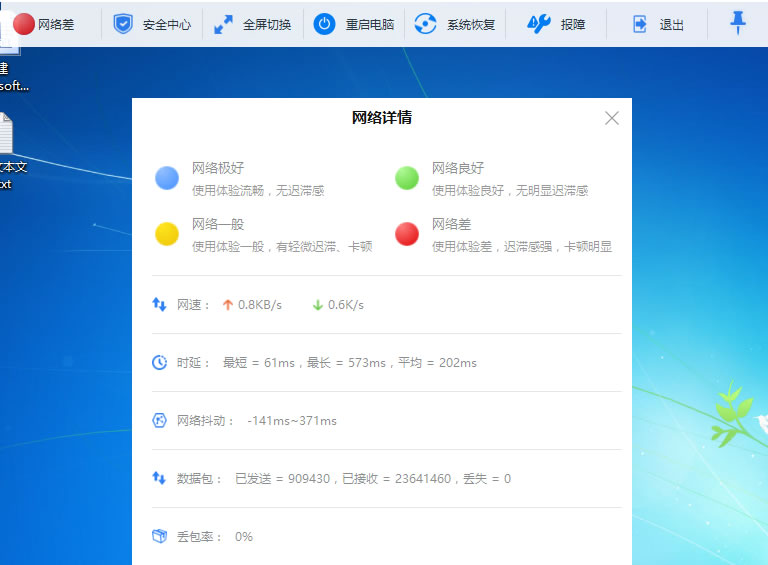 网络差 安全中心 全屏切换 重启电脑 系统恢复 报障 退出
建
soft...
文本文
txt
网络详情
网络极好
使用体验流畅，无迟滞感
网络良好
使用体验良好，无明显迟滞感
网络一般
使用体验一般，有轻微迟滞、卡顿
网络差
使用体验差，迟滞感强，卡顿明显
网速： 0.8KB/s 0.6K/s
时延： 最短 = 61ms，最长 = 573ms，平均 = 202ms
网络抖动： -141ms~371ms
数据包： 已发送 = 909430，已接收 = 23641460，丢失 = 0
丢包率： 0%